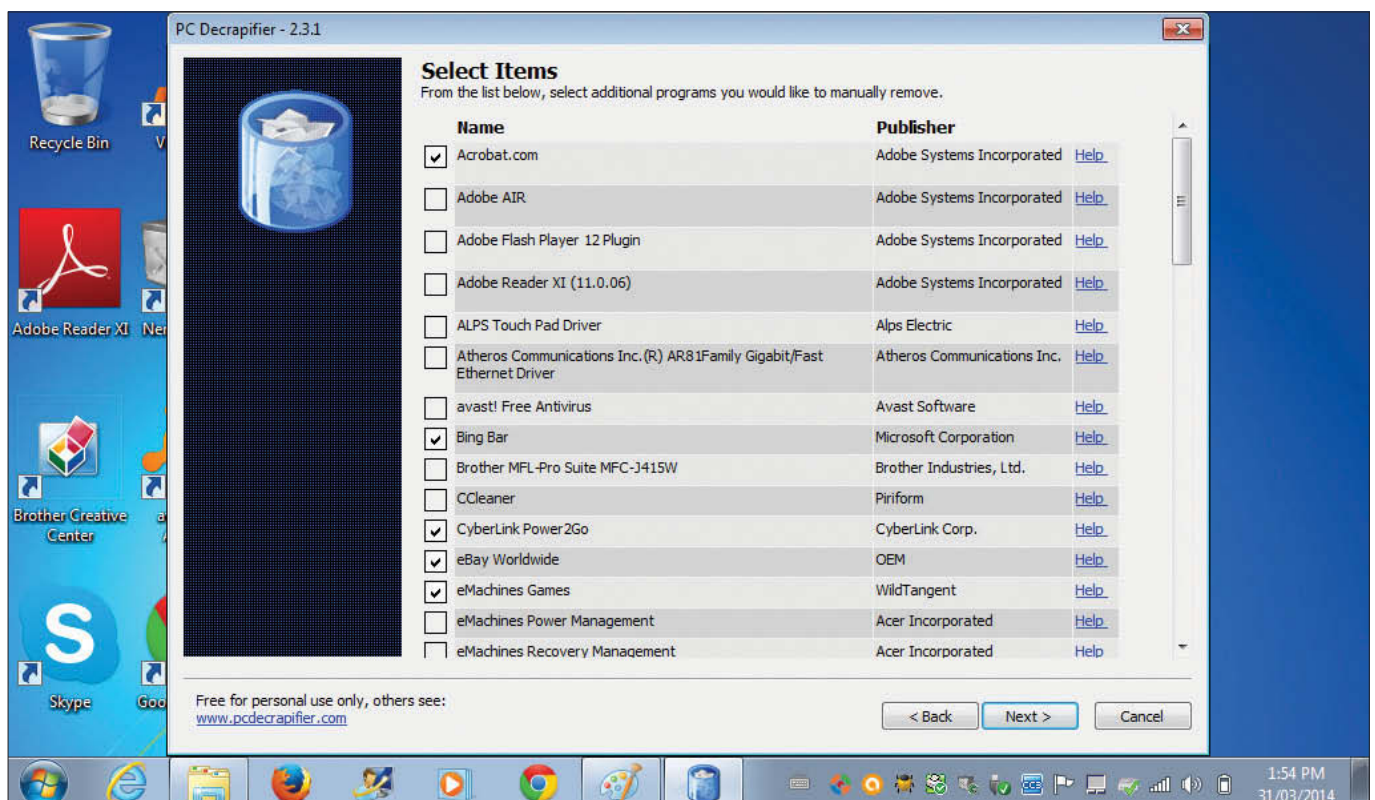 PC Decrapifier - 2.3.1
Select Items
From the list below, select additional programs you would like to manually remove.
Name Publisher
Acrobat.com Adobe Systems Incorporated Help
Adobe AIR Adobe Systems Incorporated Help
Adobe Flash Player 12 Plugin Adobe Systems Incorporated Help
Adobe Reader XI (11.0.06) Adobe Systems Incorporated Help
ALPS Touch Pad Driver Alps Electric Help
Atheros Communications Inc.(R) AR81Family Gigabit/Fast Atheros Communications Inc. Help
Ethernet Driver
avast! Free Antivirus Avast Software Help
Bing Bar Microsoft Corporation Help
Brother MFL-Pro Suite MFC-J415W Brother Industries, Ltd. Help
CCleaner Piriform Help
CyberLink Power2Go CyberLink Corp. Help
eBay Worldwide OEM Help
eMachines Games WildTangent Help
eMachines Power Management Acer Incorporated Help
eMachines Recovery Management Acer Incorporated Help
Free for personal use only, others see:
www.pcdecrapifier.com
< Back Next > Cancel
Recycle Bin V
Adobe Reader XI Ner
Brother Creative a
Center
S
Skype Goo
1:54 PM
31/03/2014